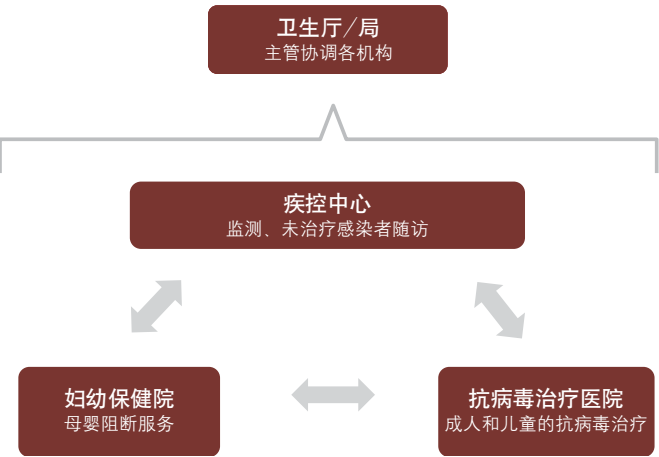 卫生厅/局
主管协调各机构
疾控中心
监测、未治疗感染者随访
妇幼保健院
母婴阻断服务
抗病毒治疗医院
成人和儿童的抗病毒治疗